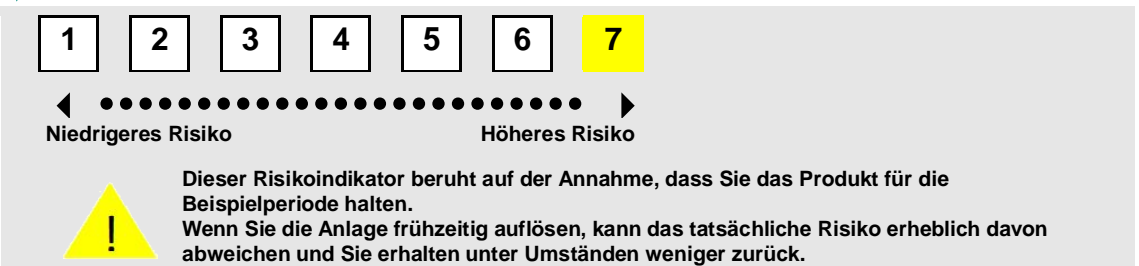 1 2 3 4 5 6 7
Niedrigeres Risiko Höheres Risiko
Dieser Risikoindikator beruht auf der Annahme, dass Sie das Produkt für die
Beispielperiode halten.
Wenn Sie die Anlage frühzeitig auflösen, kann das tatsächliche Risiko erheblich davon
abweichen und Sie erhalten unter Umständen weniger zurück.
!